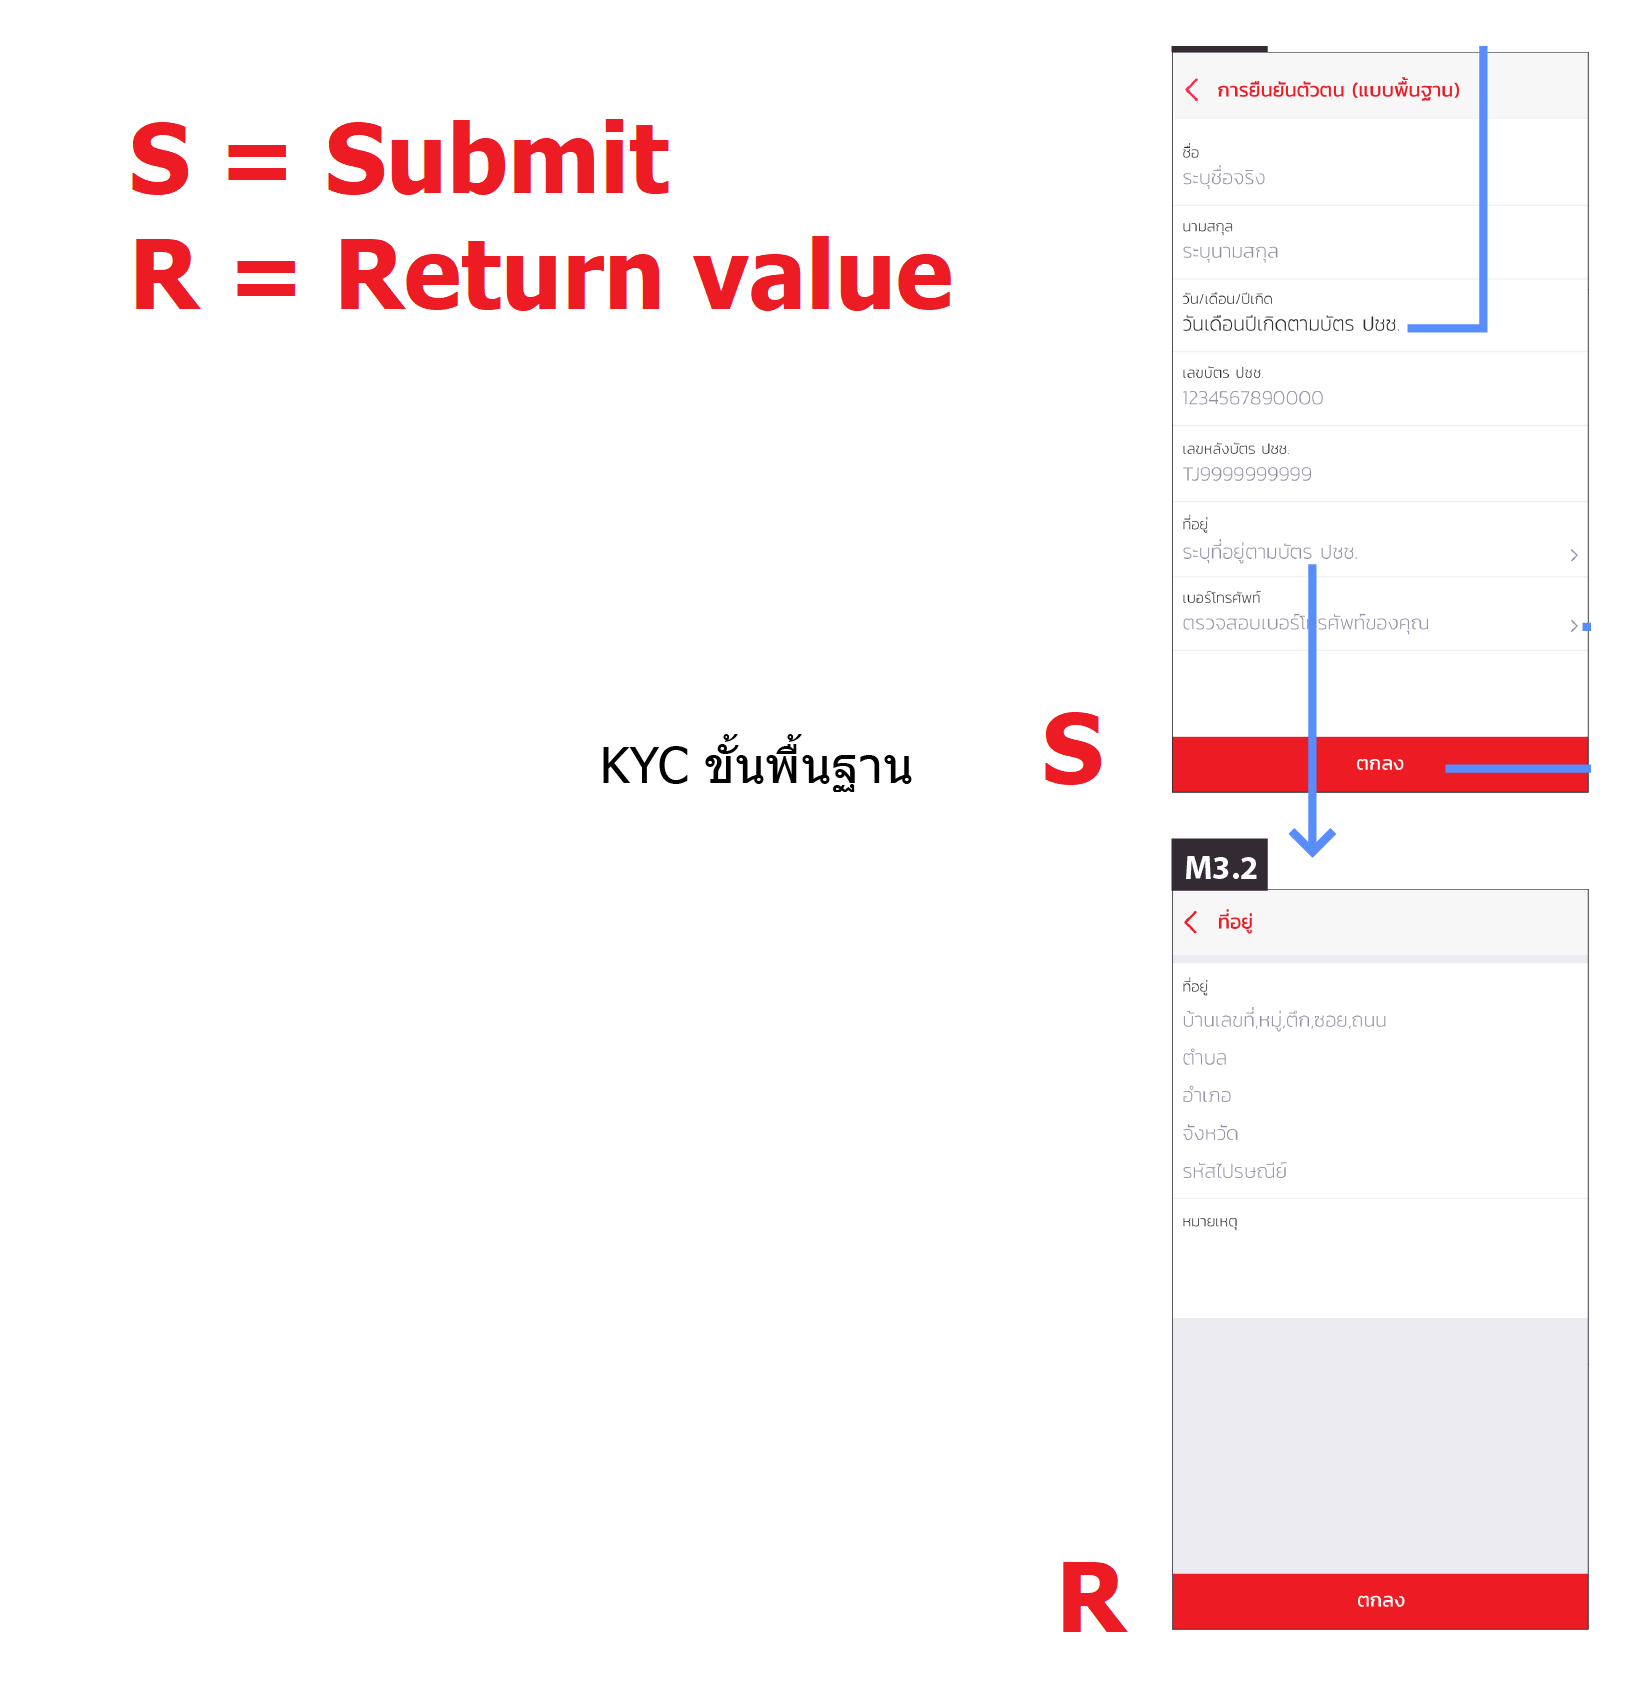 S = Submit
R = Return value
การยืนยันตัวตน (แบบพื้นฐาน)
ชื่อ
ระบุชื่อจริง
นามสกุล
ระบุนามสกุล
วัน/เดือน/ปีเกิด
วันเดือนปีเกิดตามบัตร ปชช.
เลขบัตร ปชช.
1234567890000
เลขหลังบัตร ปชช.
TJ9999999999
ที่อยู่
ระบุที่อยู่ตามบัตร ปชช.
เบอร์โทรศัพท์
ตรวจสอบเบอร์โทรศัพท์ของคุณ
KYC ขั้นพื้นฐาน
S
ตกลง
M3.2
ที่อยู่
ที่อยู่
บ้านเลขที่,หมู่,ตึก,ซอย,ถนน
ตำบล
อำเภอ
จังหวัด
รหัสไปรษณีย์
หมายเหตุ
R
ตกลง